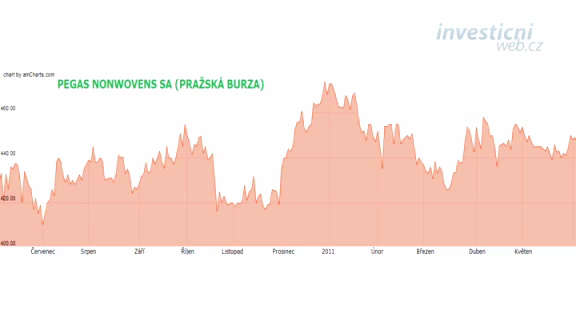 investicní
web.cz
chart by amCharts.com
PEGAS NONWOVENS SA (PRAŽSKÁ BURZA)
460.00
440.00
420.00
400.00
Červenec Srpen Září Říjen Listopad Prosinec 2011 Únor Březen Duben Květen